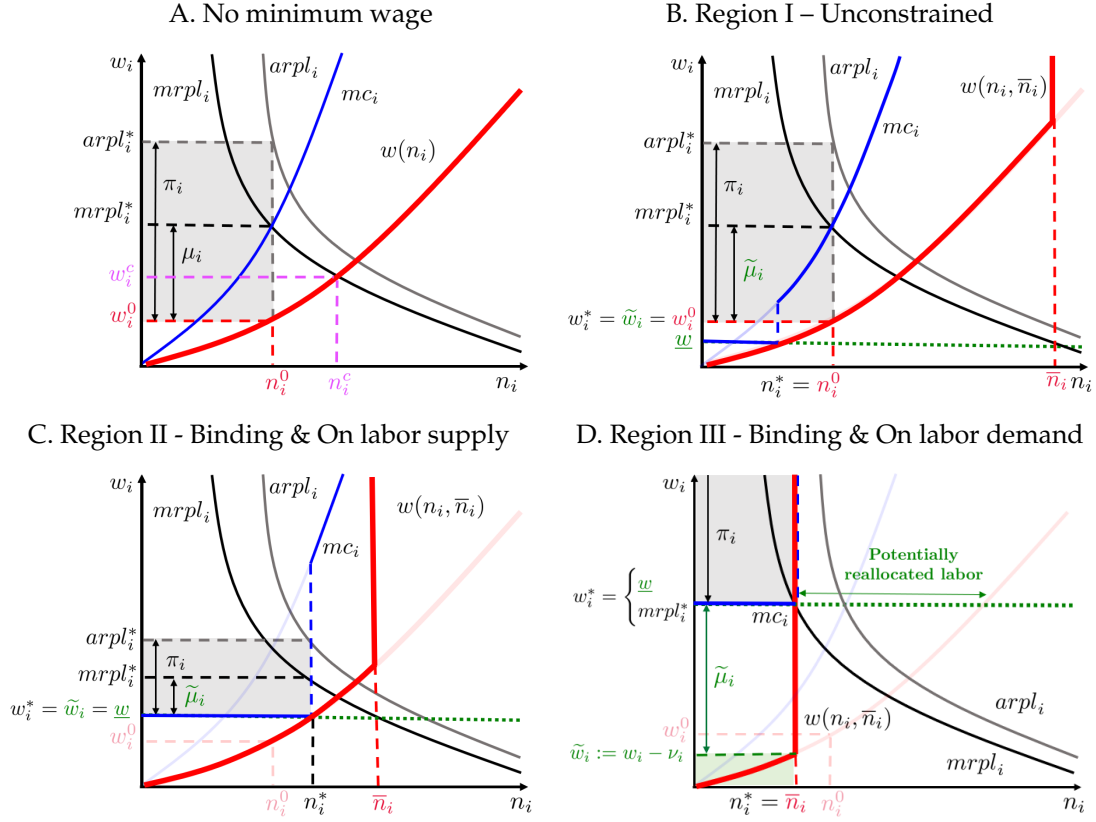 A. No minimum wage
w_i
mrpl_i
arpl_i
mc_i
w(n_i)
arpl_i^*
π_i
mrpl_i^*
μ_i
w_i^c
w_i^0
n_i^0
n_i^c
n_i
B. Region I – Unconstrained
w_i
mrpl_i
arpl_i
mc_i
w(n_i, n̅_i)
arpl_i^*
π_i
mrpl_i^*
μ̃_i
w_i^* = w̃_i = w_i^0
w̲
n_i^* = n_i^0
n̅_i
n_i
C. Region II - Binding & On labor supply
w_i
mrpl_i
arpl_i
mc_i
w(n_i, n̅_i)
arpl_i^*
π_i
mrpl_i^*
μ̃_i
w_i^* = w̃_i = w̲
w_i^0
n_i^0
n_i^*
n̅_i
n_i
D. Region III - Binding & On labor demand
w_i
π_i
Potentially
reallocated labor
w_i^* = { w̲
mrpl_i^*
mc_i
μ̃_i
w(n_i, n̅_i)
arpl_i
mrpl_i
w_i^0
w̃_i := w_i − ν_i
n_i^* = n̅_i
n_i^0
n_i